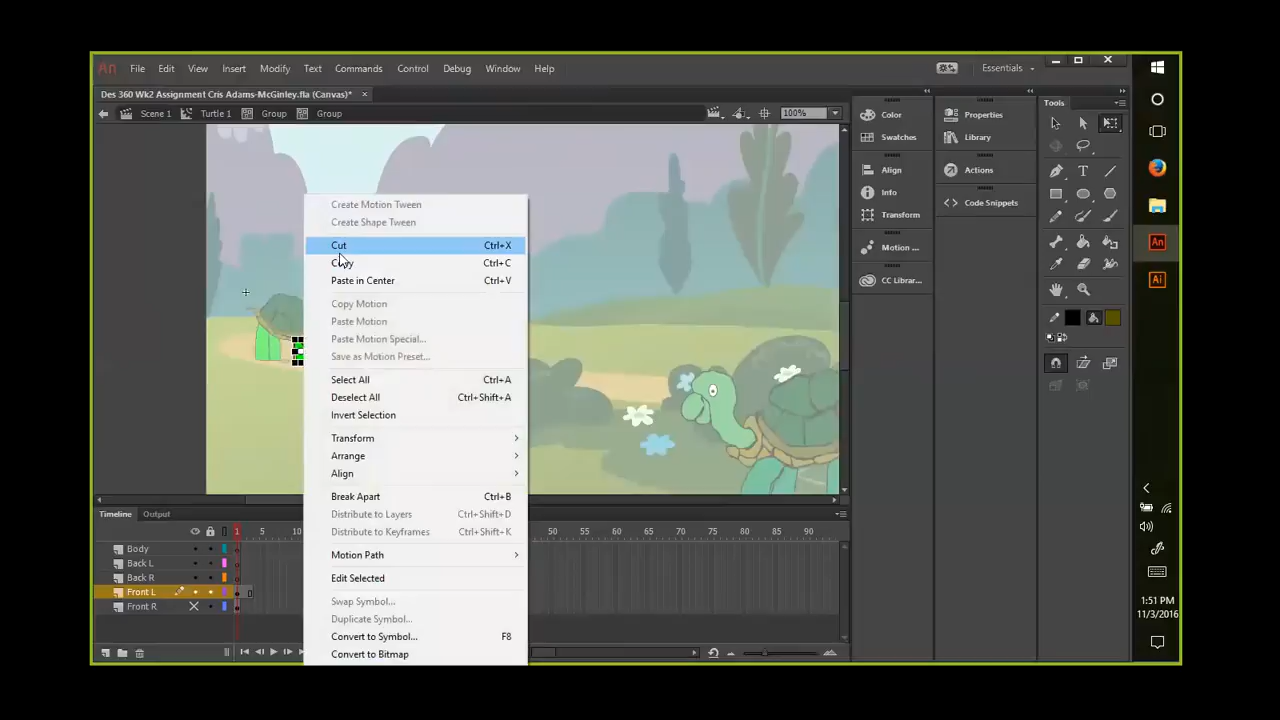 An File Edit View Insert Modify Text Commands Control Debug Window Help Essentials
Des 360 Wk2 Assignment Cris Adams-McGinley.fla (Canvas)* ×
Scene 1 Turtle 1 Group Group 100%
Tools
Color
Swatches
Align
Info
Transform
Motion ...
CC Librar...
Properties
Library
Actions
Code Snippets
Create Motion Tween
Create Shape Tween
Cut Ctrl+X
Copy Ctrl+C
Paste in Center Ctrl+V
Copy Motion
Paste Motion
Paste Motion Special...
Save as Motion Preset...
Select All Ctrl+A
Deselect All Ctrl+Shift+A
Invert Selection
Transform
Arrange
Align
Break Apart Ctrl+B
Distribute to Layers Ctrl+Shift+D
Distribute to Keyframes Ctrl+Shift+K
Motion Path
Edit Selected
Swap Symbol...
Duplicate Symbol...
Convert to Symbol... F8
Convert to Bitmap
Timeline Output
1 5 10 50 55 60 65 70 75 80 85 90
Body
Back L
Back R
Front L
Front R
An
Ai
1:51 PM
11/3/2016